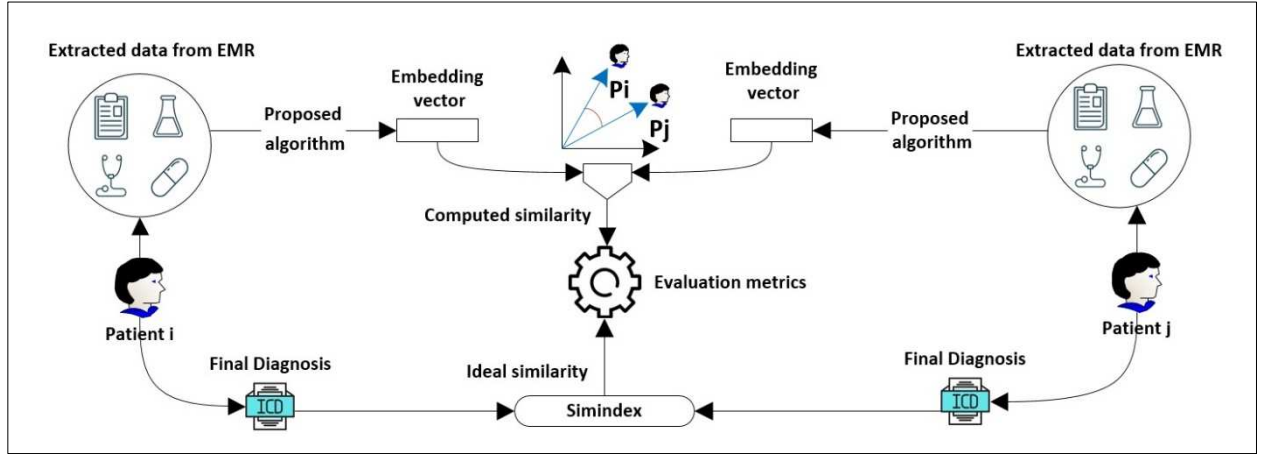 Extracted data from EMR
Embedding
vector
Pi
Pj
Embedding
vector
Extracted data from EMR
Proposed
algorithm
Proposed
algorithm
Computed similarity
Evaluation metrics
Patient i
Patient j
Final Diagnosis
ICD
Ideal similarity
Simindex
Final Diagnosis
ICD